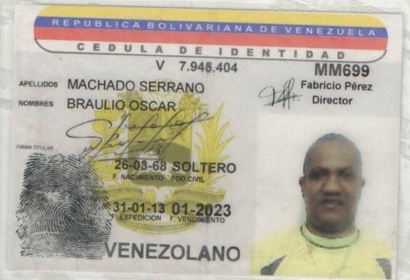 REPUBLICA BOLIVARIANA DE VENEZUELA
CEDULA DE IDENTIDAD
V 7.948.404
MM699
Fabricio Pérez
Director
APELLIDOS MACHADO SERRANO
NOMBRES BRAULIO OSCAR
FIRMA TITULAR
26-03-68 SOLTERO
F. NACIMIENTO EDO CIVIL
31-01-13 01-2023
F. EXPEDICION F. VENCIMIENTO
VENEZOLANO